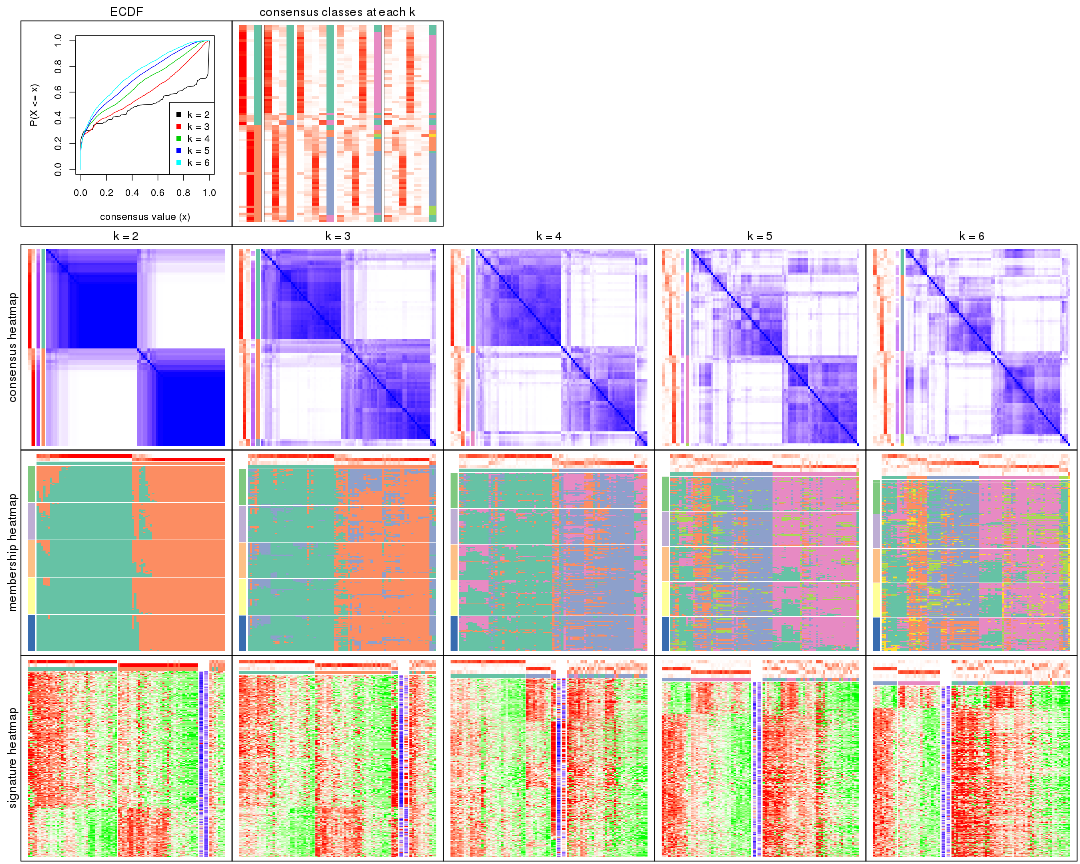 ECDF
consensus classes at each k
P(X <= x)
0.0 0.2 0.4 0.6 0.8 1.0
k = 2
k = 3
k = 4
k = 5
k = 6
0.0 0.2 0.4 0.6 0.8 1.0
consensus value (x)
k = 2
k = 3
k = 4
k = 5
k = 6
consensus heatmap
membership heatmap
signature heatmap